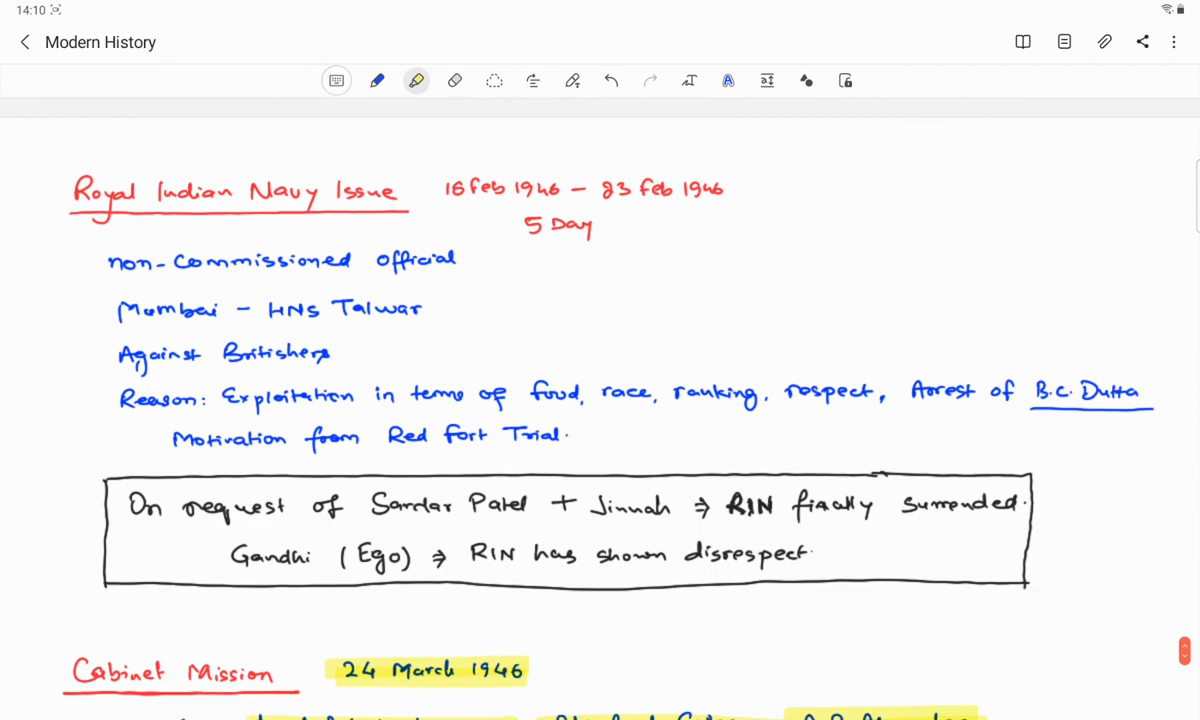 14:10
Modern History
Royal Indian Navy Issue 18 Feb 1946 - 23 Feb 1946
5 Day
non-commissioned official
Mumbai - HNS Talwar
Against Britishers
Reason: Exploitation in terms of food, race, ranking, respect, Arrest of B.C. Dutta
Motivation from Red Fort Trial.
On request of Sardar Patel + Jinnah ⇒ RIN finally surrended.
Gandhi (Ego) ⇒ RIN has shown disrespect.
Cabinet Mission 24 March 1946